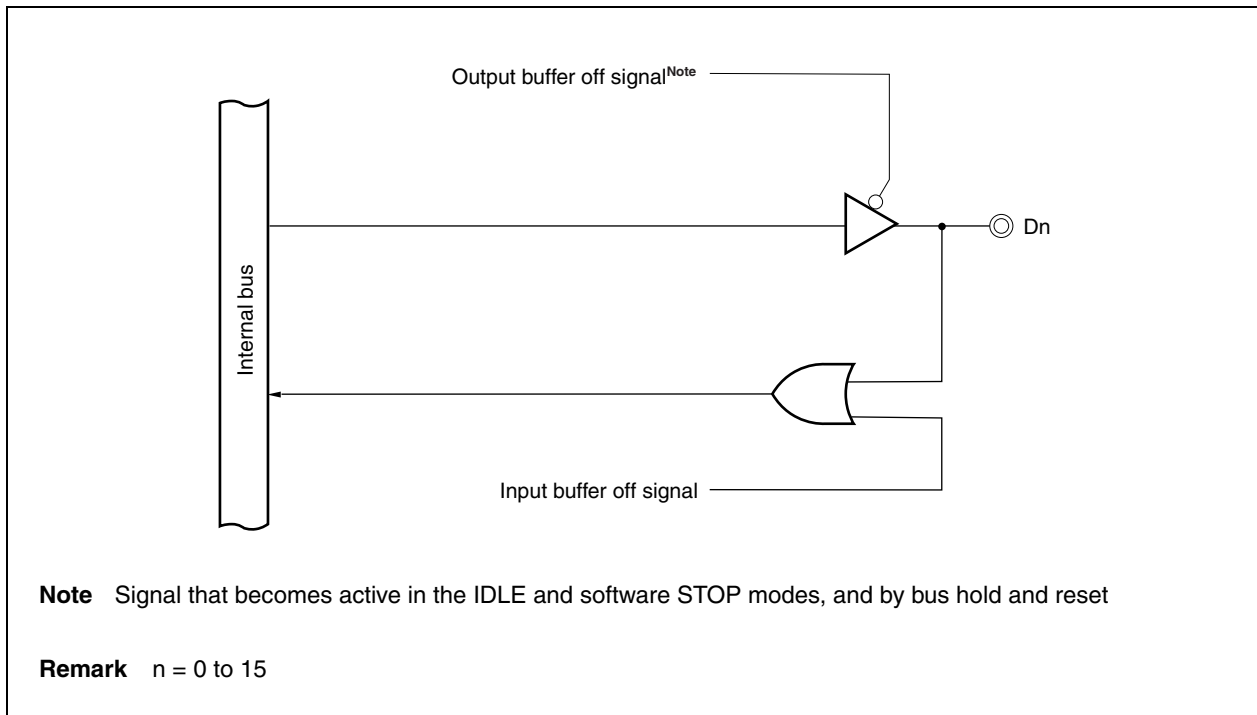 Output buffer off signalNote
Dn
Internal bus
Input buffer off signal
Note Signal that becomes active in the IDLE and software STOP modes, and by bus hold and reset
Remark n = 0 to 15